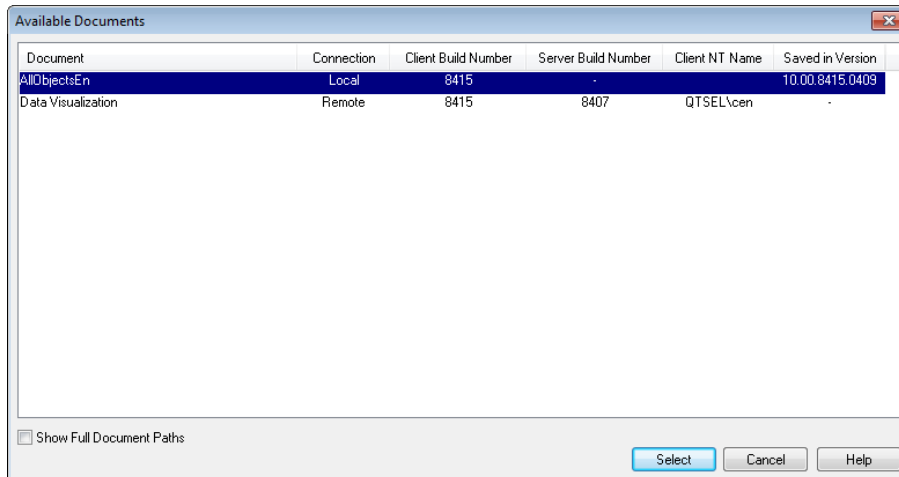 Available Documents
Document Connection Client Build Number Server Build Number Client NT Name Saved in Version
AllObjectsEn Local 8415 - 10.00.8415.0409
Data Visualization Remote 8415 8407 QTSEL\cen -
Show Full Document Paths
Select Cancel Help